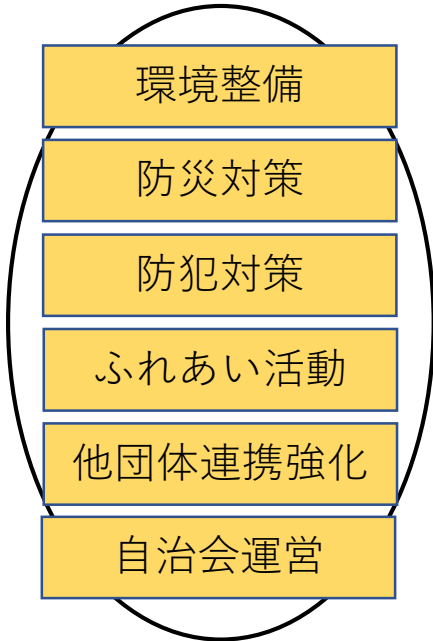 環境整備
防災対策
防犯対策
ふれあい活動
他団体連携強化
自治会運営